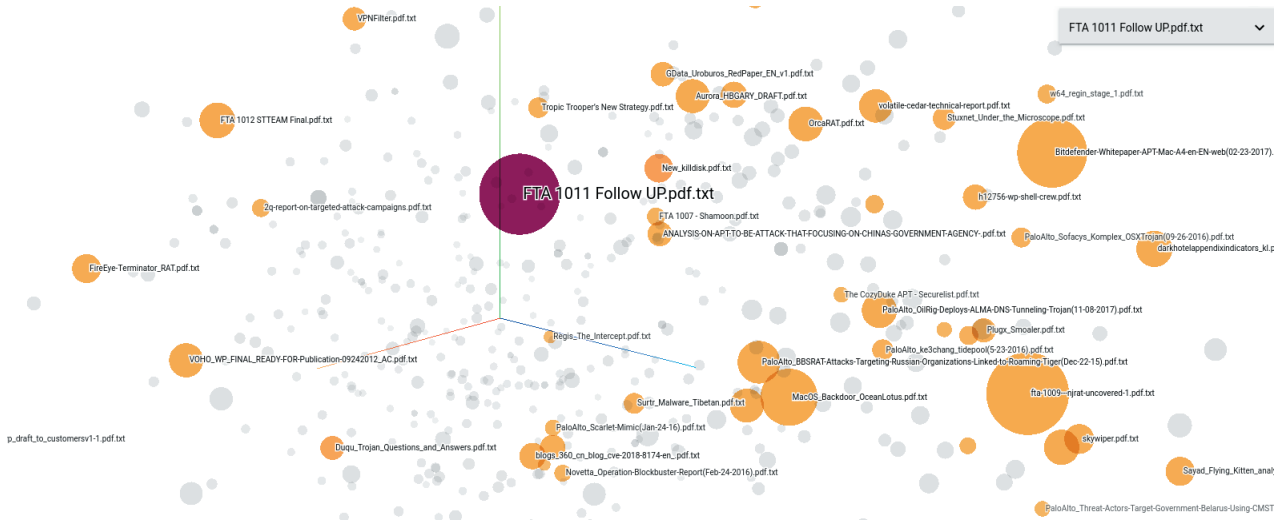 VPNFilter.pdf.txt
FTA 1011 Follow UP.pdf.txt
GData_Uroburos_RedPaper_EN_v1.pdf.txt
Aurora_HBGARY_DRAFT.pdf.txt
w64_regin_stage_1.pdf.txt
Tropic Trooper's New Strategy.pdf.txt
volatile-cedar-technical-report.pdf.txt
FTA 1012 STTEAM Final.pdf.txt
OrcaRAT.pdf.txt
Stuxnet_Under_the_Microscope.pdf.txt
Bitdefender-Whitepaper-APT-Mac-A4-en-EN-web(02-23-2017).
New_killdisk.pdf.txt
FTA 1011 Follow UP.pdf.txt
h12756-wp-shell-crew.pdf.txt
2q-report-on-targeted-attack-campaigns.pdf.txt
FTA 1007 - Shamoon.pdf.txt
ANALYSIS-ON-APT-TO-BE-ATTACK-THAT-FOCUSING-ON-CHINAS-GOVERNMENT-AGENCY-.pdf.txt
PaloAlto_Sofacys_Komplex_OSXTrojan(09-26-2016).pdf.txt
darkhotelappendixindicators_kl.p
FireEye-Terminator_RAT.pdf.txt
The CozyDuke APT - Securelist.pdf.txt
PaloAlto_OilRig-Deploys-ALMA-DNS-Tunneling-Trojan(11-08-2017).pdf.txt
Plugx_Smoaler.pdf.txt
Regis_The_Intercept.pdf.txt
PaloAlto_ke3chang_tidepool(5-23-2016).pdf.txt
VOHO_WP_FINAL_READY-FOR-Publication-09242012_AC.pdf.txt
PaloAlto_BBSRAT-Attacks-Targeting-Russian-Organizations-Linked-to-Roaming-Tiger(Dec-22-15).pdf.txt
fta-1009---njrat-uncovered-1.pdf.txt
MacOS_Backdoor_OceanLotus.pdf.txt
Surtr_Malware_Tibetan.pdf.txt
PaloAlto_Scarlet-Mimic(Jan-24-16).pdf.txt
p_draft_to_customersv1-1.pdf.txt
skywiper.pdf.txt
Duqu_Trojan_Questions_and_Answers.pdf.txt
blogs_360_cn_blog_cve-2018-8174-en_.pdf.txt
Novetta_Operation-Blockbuster-Report(Feb-24-2016).pdf.txt
Sayad_Flying_Kitten_analy
PaloAlto_Threat-Actors-Target-Government-Belarus-Using-CMST